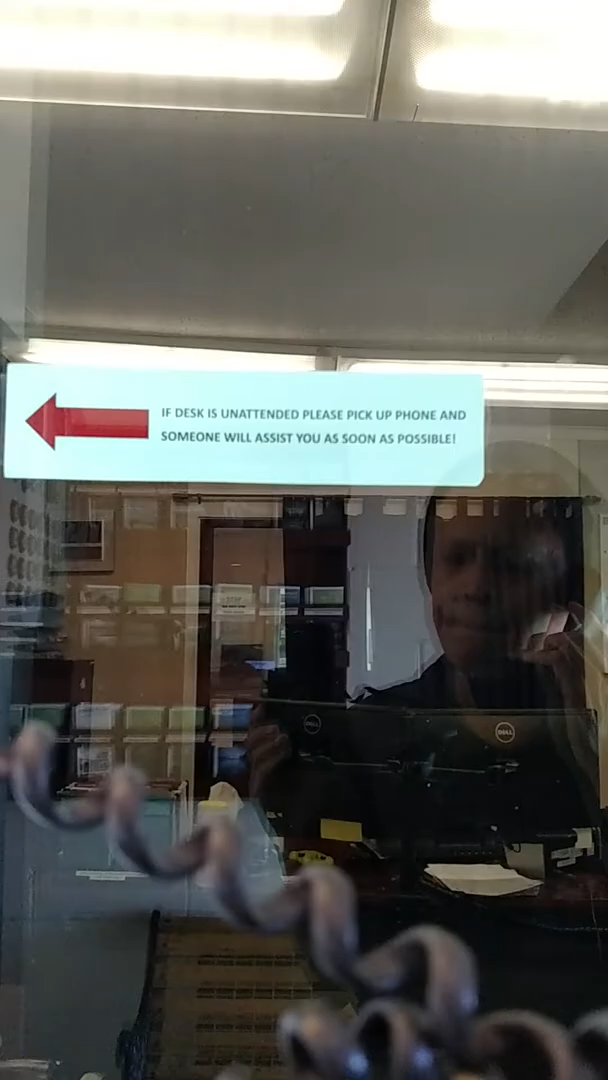 IF DESK IS UNATTENDED PLEASE PICK UP PHONE AND
SOMEONE WILL ASSIST YOU AS SOON AS POSSIBLE!
STOP
DELL
DELL